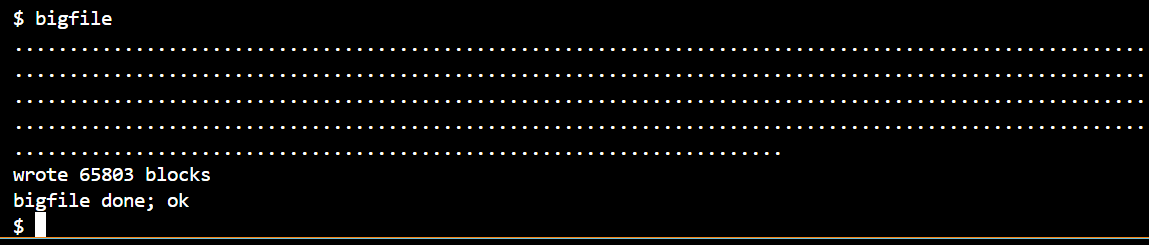 $ bigfile
.......................................................................................................
.......................................................................................................
.......................................................................................................
.......................................................................................................
......................................................................
wrote 65803 blocks
bigfile done; ok
$